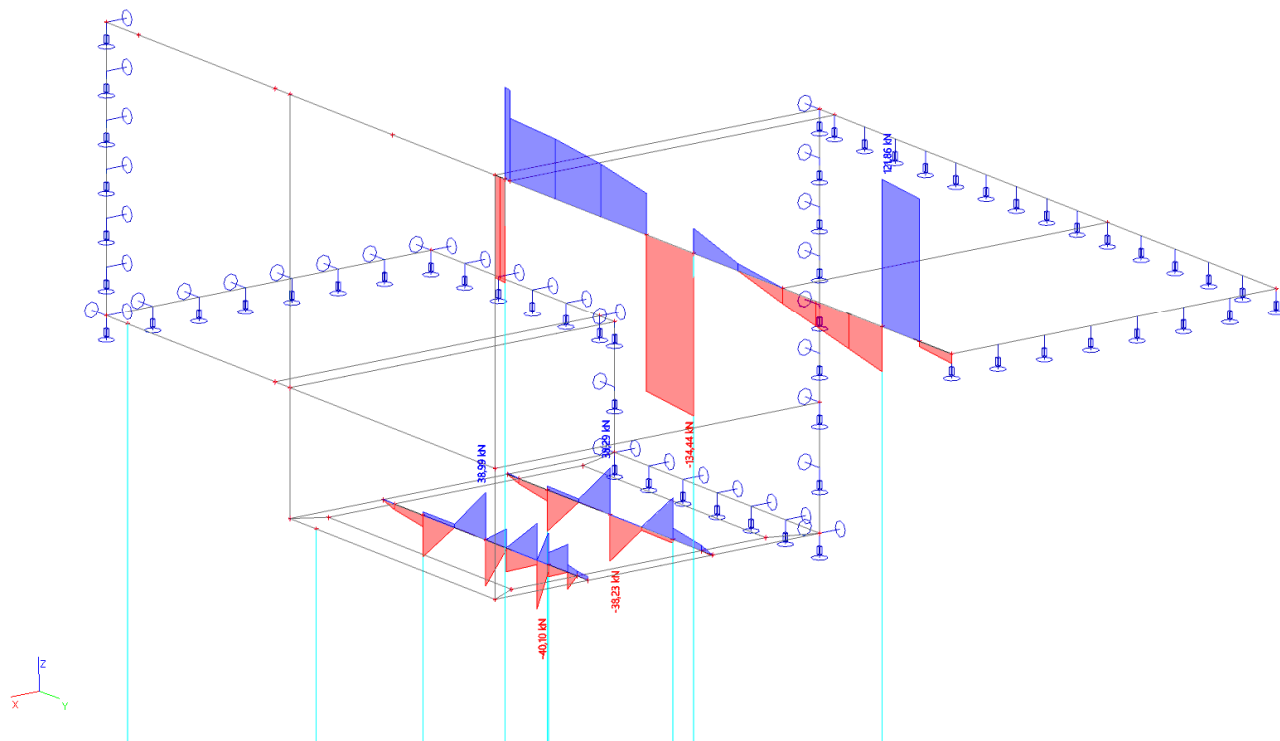 121,86 kN
-134,44 kN
38,99 kN
39,29 kN
-38,23 kN
-40,10 kN
Z
X
Y